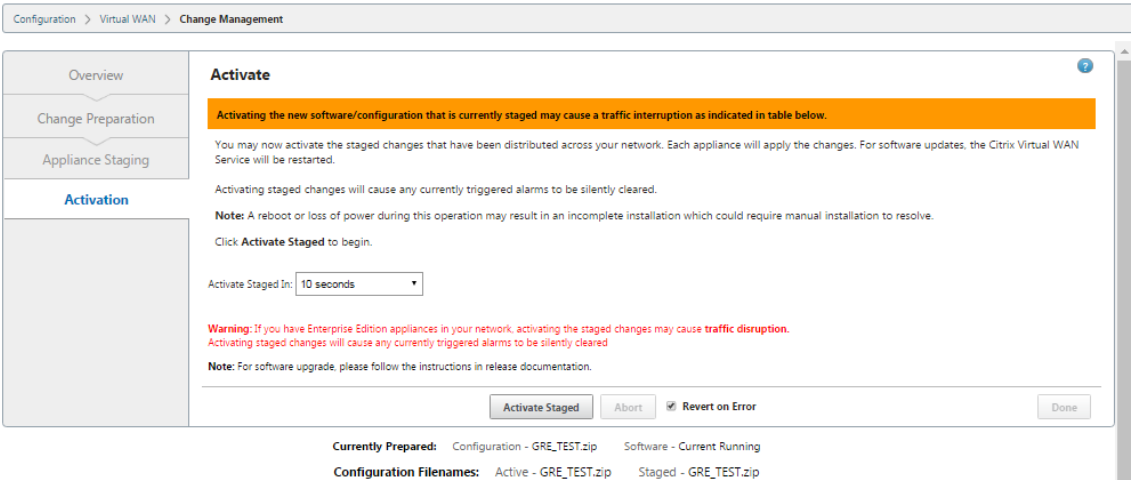 Configuration > Virtual WAN > Change Management
Overview
Change Preparation
Appliance Staging
Activation
Activate
?
Activating the new software/configuration that is currently staged may cause a traffic interruption as indicated in table below.
You may now activate the staged changes that have been distributed across your network. Each appliance will apply the changes. For software updates, the Citrix Virtual WAN
Service will be restarted.
Activating staged changes will cause any currently triggered alarms to be silently cleared.
Note: A reboot or loss of power during this operation may result in an incomplete installation which could require manual installation to resolve.
Click Activate Staged to begin.
Activate Staged In: 10 seconds
Warning: If you have Enterprise Edition appliances in your network, activating the staged changes may cause traffic disruption.
Activating staged changes will cause any currently triggered alarms to be silently cleared
Note: For software upgrade, please follow the instructions in release documentation.
Activate Staged Abort Revert on Error Done
Currently Prepared: Configuration - GRE_TEST.zip Software - Current Running
Configuration Filenames: Active - GRE_TEST.zip Staged - GRE_TEST.zip